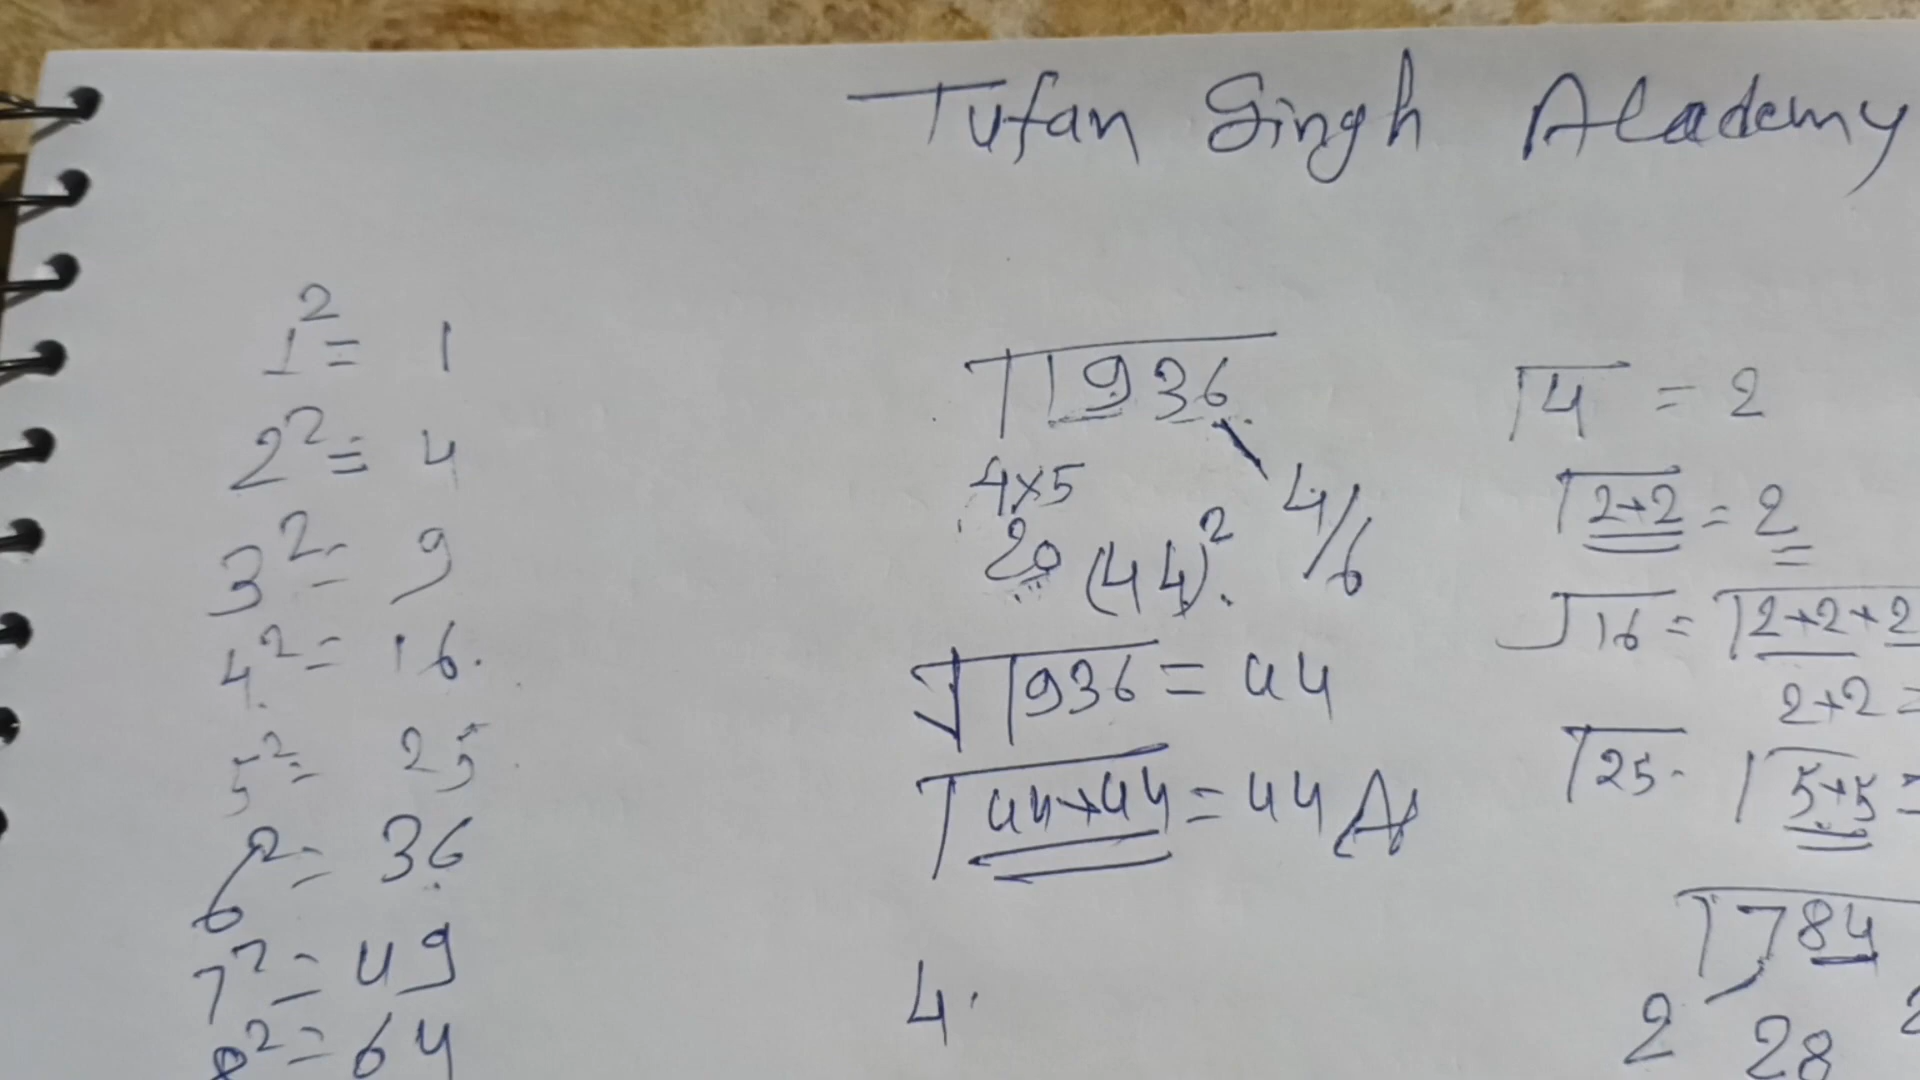 Tufan Singh Academy
1² = 1
2² = 4
3² = 9
4² = 16.
5² = 25
6² = 36
7² = 49
8² = 64
√1936
4×5
20 (44)². 4/6
√1936 = 44
√44×44 = 44 A
4.
√4 = 2
√2×2 = 2
√16 = √2×2×2
2×2 =
√25 √5×5 =
√784
2 28 2